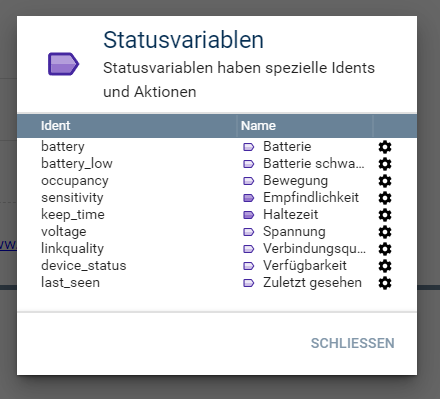 Statusvariablen
Statusvariablen haben spezielle Idents
und Aktionen
Ident Name
battery Batterie
battery_low Batterie schwa...
occupancy Bewegung
sensitivity Empfindlichkeit
keep_time Haltezeit
voltage Spannung
linkquality Verbindungsqu...
device_status Verfügbarkeit
last_seen Zuletzt gesehen
ww.
SCHLIESSEN